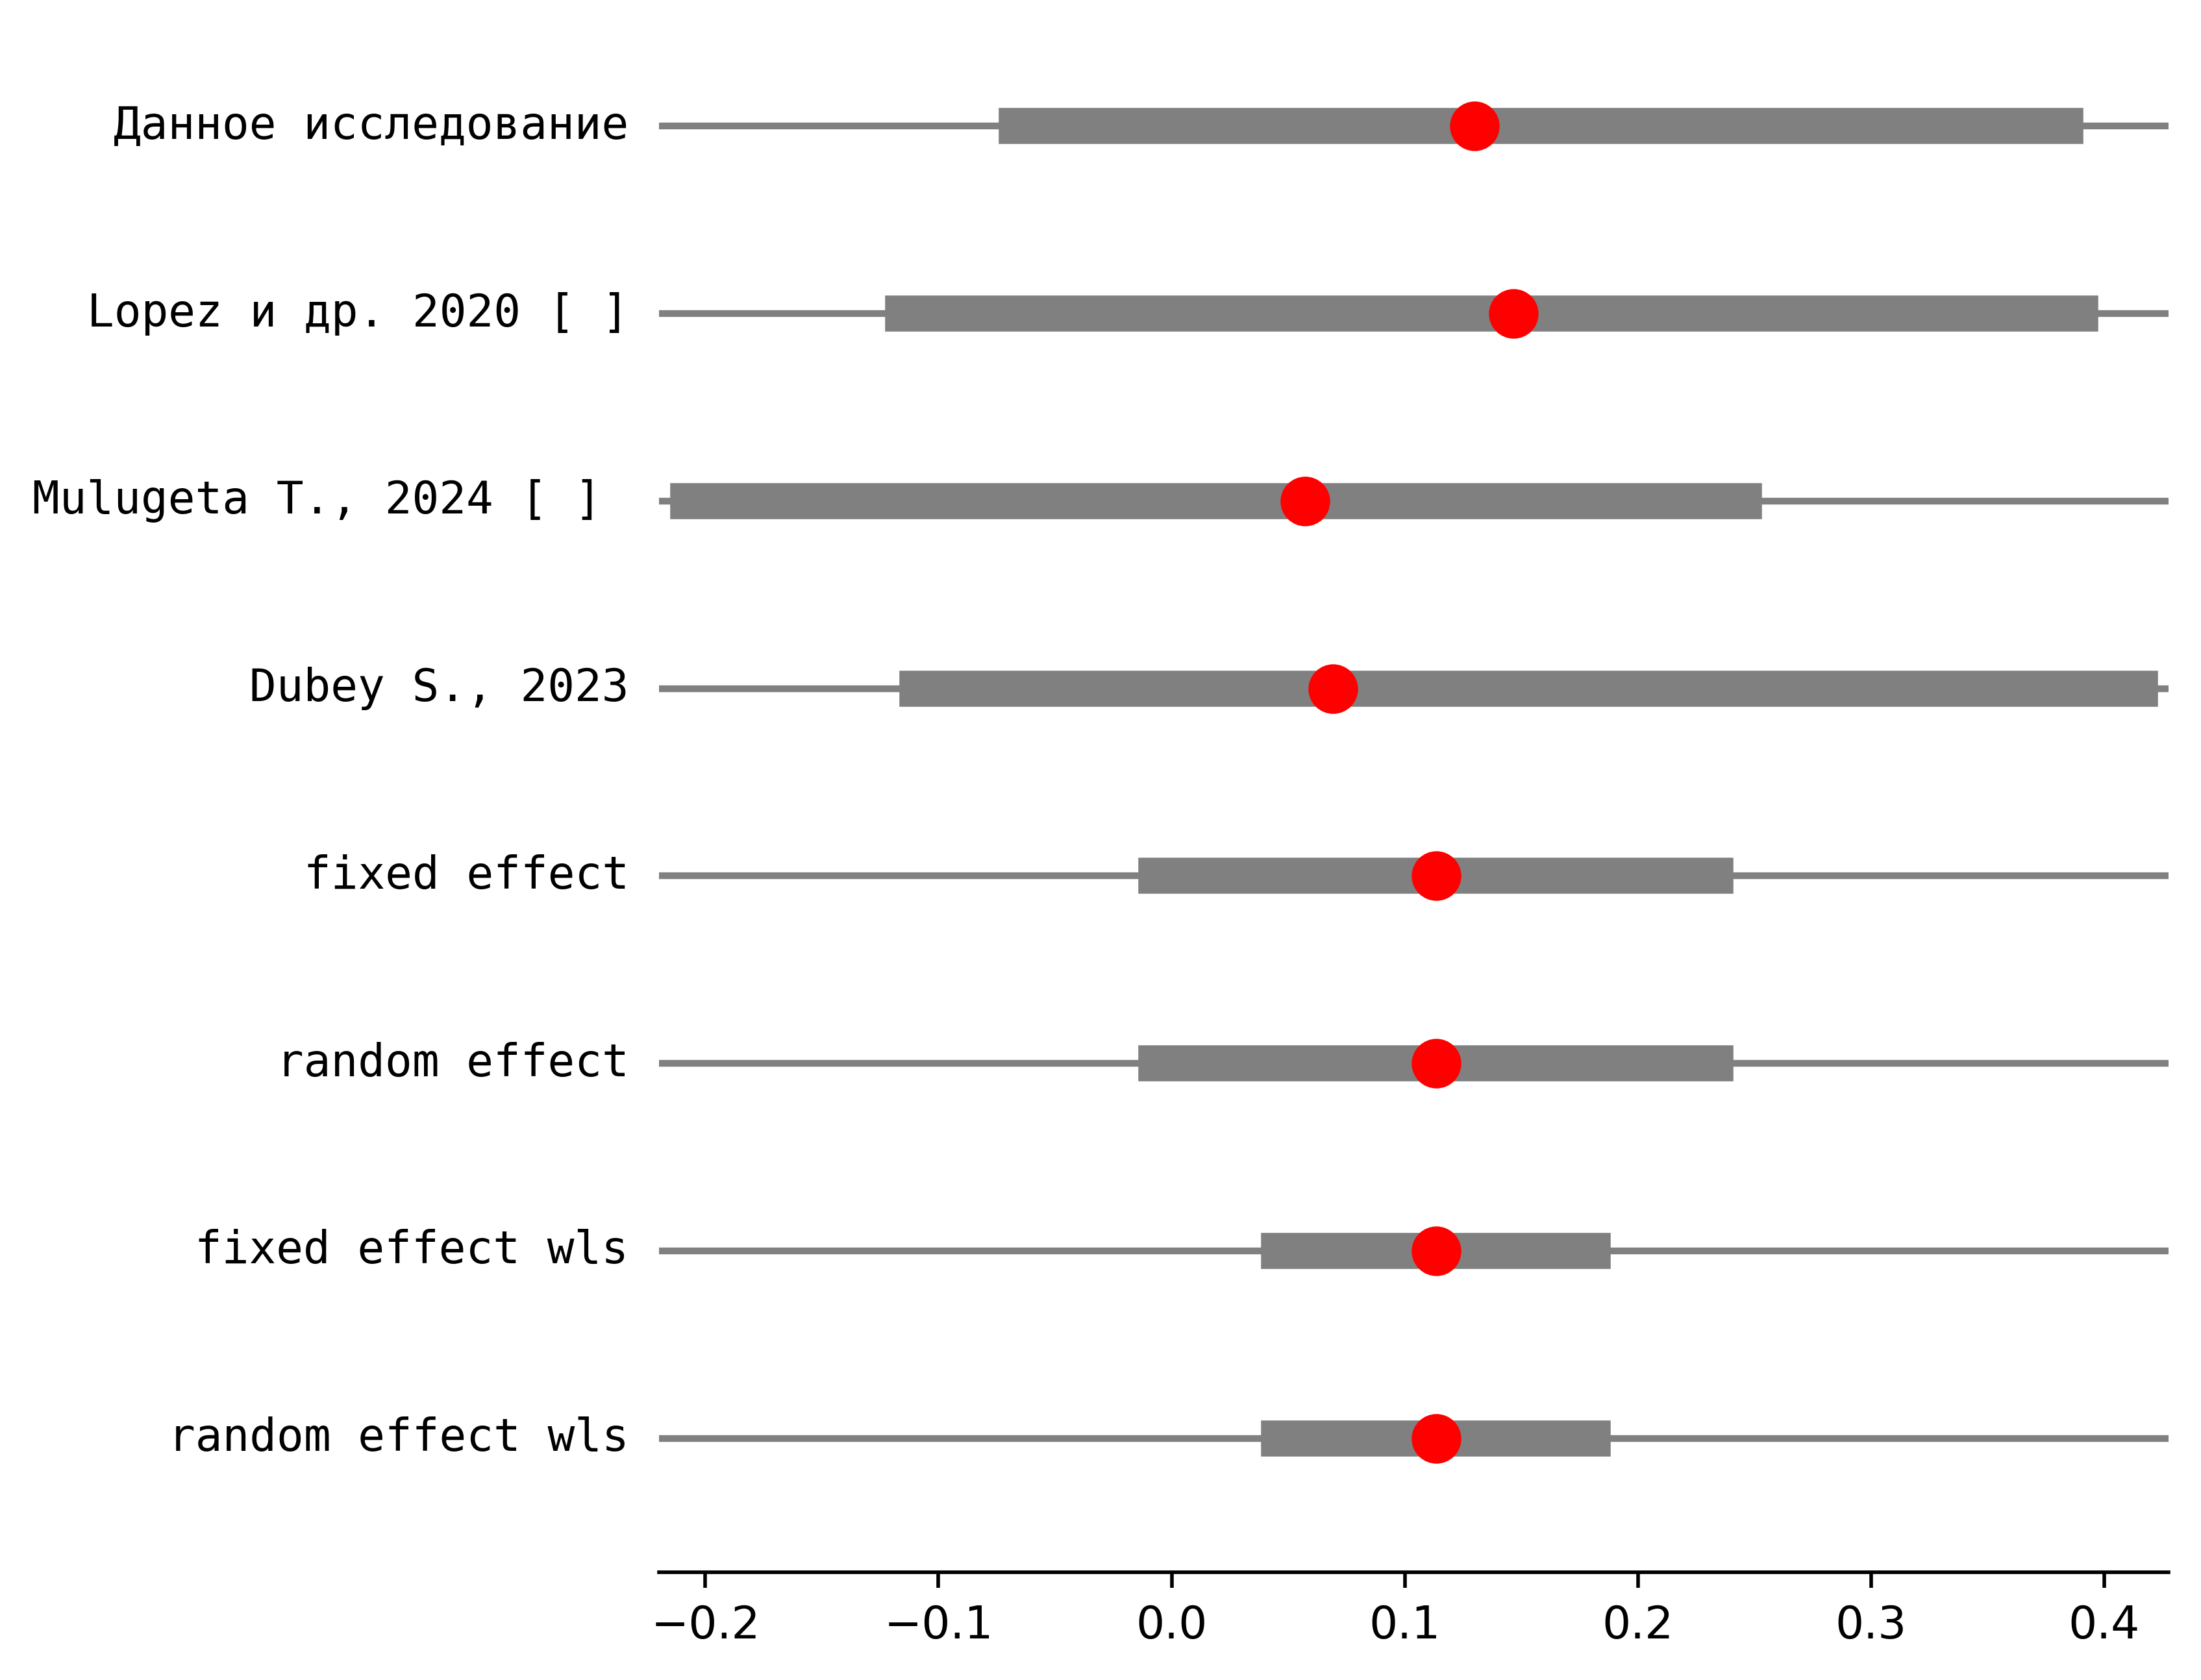 Данное исследование
Lopez и др. 2020 [ ]
Mulugeta T., 2024 [ ]
Dubey S., 2023
fixed effect
random effect
fixed effect wls
random effect wls
−0.2 −0.1 0.0 0.1 0.2 0.3 0.4